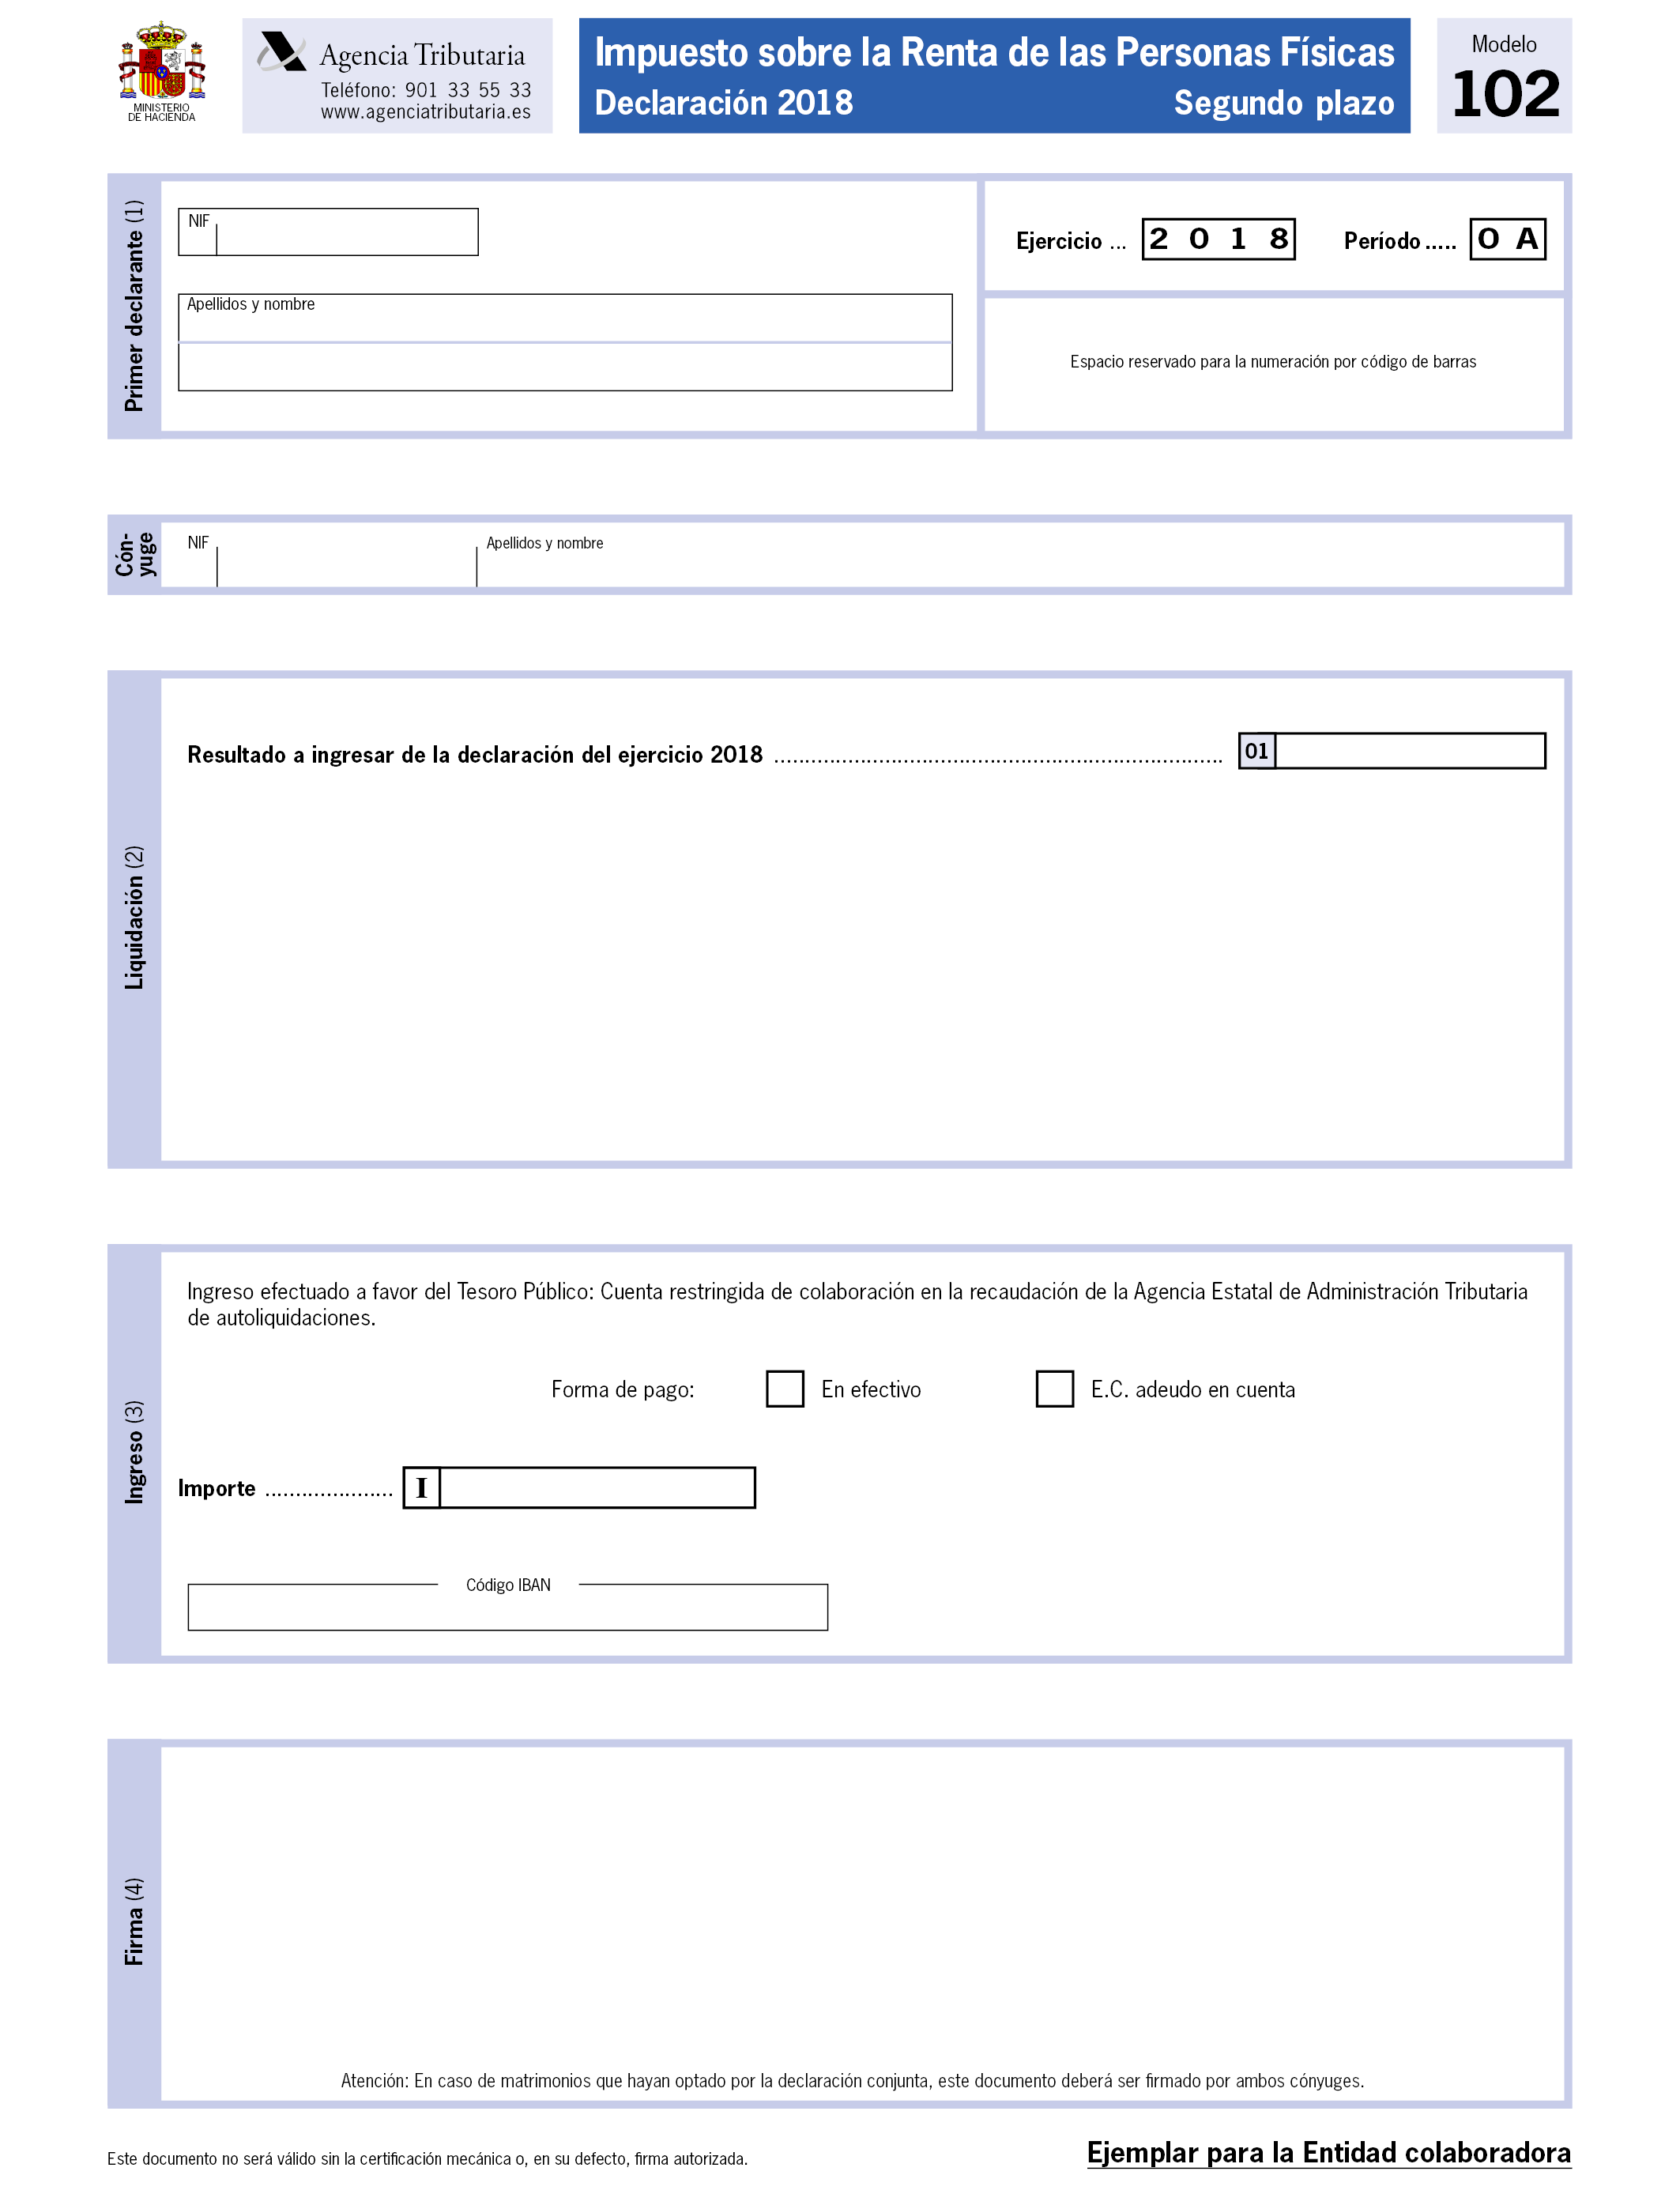 MINISTERIO
DE HACIENDA
Agencia Tributaria
Teléfono: 901 33 55 33
www.agenciatributaria.es
Impuesto sobre la Renta de las Personas Físicas
Declaración 2018 Segundo plazo
Modelo
102
Primer declarante (1)
NIF
Apellidos y nombre
Ejercicio ... 2 0 1 8 Período ..... 0 A
Espacio reservado para la numeración por código de barras
Cón-
yuge
NIF Apellidos y nombre
Liquidación (2)
Resultado a ingresar de la declaración del ejercicio 2018 ........................................................................ 01
Ingreso (3)
Ingreso efectuado a favor del Tesoro Público: Cuenta restringida de colaboración en la recaudación de la Agencia Estatal de Administración Tributaria
de autoliquidaciones.
Forma de pago: En efectivo E.C. adeudo en cuenta
Importe ..................... I
Código IBAN
Firma (4)
Atención: En caso de matrimonios que hayan optado por la declaración conjunta, este documento deberá ser firmado por ambos cónyuges.
Este documento no será válido sin la certificación mecánica o, en su defecto, firma autorizada.
Ejemplar para la Entidad colaboradora